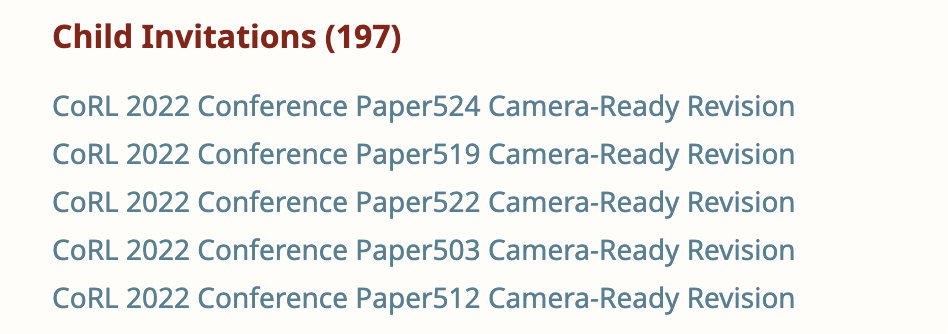 Child Invitations (197)
CoRL 2022 Conference Paper524 Camera-Ready Revision
CoRL 2022 Conference Paper519 Camera-Ready Revision
CoRL 2022 Conference Paper522 Camera-Ready Revision
CoRL 2022 Conference Paper503 Camera-Ready Revision
CoRL 2022 Conference Paper512 Camera-Ready Revision